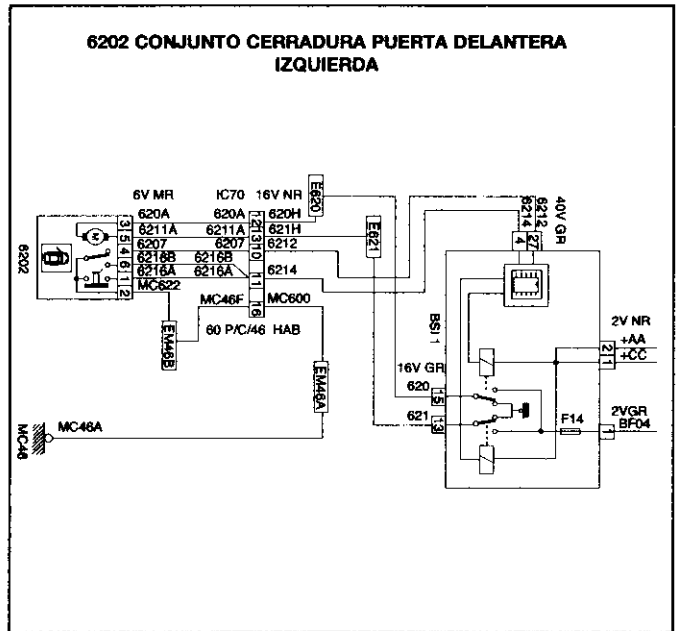 6202 CONJUNTO CERRADURA PUERTA DELANTERA
IZQUIERDA
6V MR IC70 16V NR
E620
E621
6214
6212
40V GR
4
27
620A 620A 12 620H
6211A 6211A 13 621H
6207 6207 10 6212
6216B 6216B
6216A 6216A 11 6214
MC622
3
5
4
6
1
2
M
6202
MC46F 16 MC600
EM46B
60 P/C/46 HAB
EM46A
MC46A
MC46
BSI 1
16V GR
620 15
621 13
2V NR
2 +AA
1 +CC
F14
2VGR
1 BF04